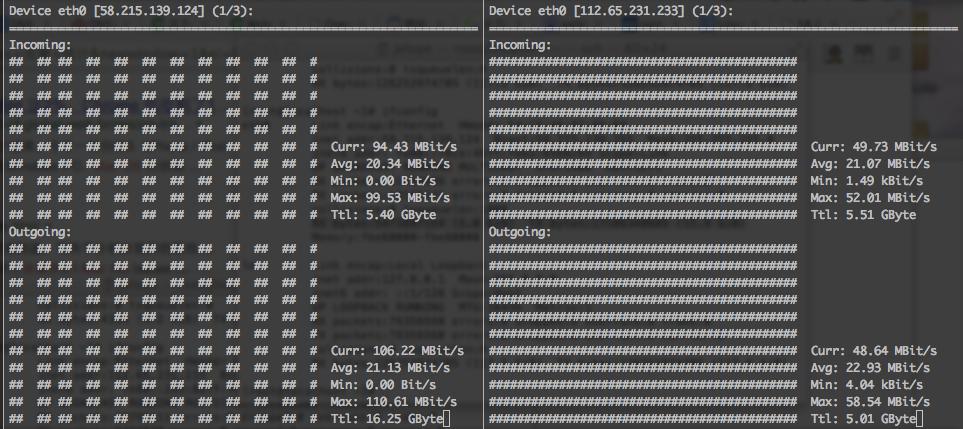 Device eth0 [58.215.139.124] (1/3):
Incoming:
## ## ## ## ## ## ## ## ## ## ## #
## ## ## ## ## ## ## ## ## ## ## #
## ## ## ## ## ## ## ## ## ## ## #
## ## ## ## ## ## ## ## ## ## ## #
## ## ## ## ## ## ## ## ## ## ## #
## ## ## ## ## ## ## ## ## ## ## # Curr: 94.43 MBit/s
## ## ## ## ## ## ## ## ## ## ## # Avg: 20.34 MBit/s
## ## ## ## ## ## ## ## ## ## ## # Min: 0.00 Bit/s
## ## ## ## ## ## ## ## ## ## ## # Max: 99.53 MBit/s
## ## ## ## ## ## ## ## ## ## ## # Ttl: 5.40 GByte
Outgoing:
## ## ## ## ## ## ## ## ## ## ## #
## ## ## ## ## ## ## ## ## ## ## #
## ## ## ## ## ## ## ## ## ## ## #
## ## ## ## ## ## ## ## ## ## ## #
## ## ## ## ## ## ## ## ## ## ## #
## ## ## ## ## ## ## ## ## ## ## #
## ## ## ## ## ## ## ## ## ## ## # Curr: 106.22 MBit/s
## ## ## ## ## ## ## ## ## ## ## # Avg: 21.13 MBit/s
## ## ## ## ## ## ## ## ## ## ## # Min: 0.00 Bit/s
## ## ## ## ## ## ## ## ## ## ## # Max: 110.61 MBit/s
## ## ## ## ## ## ## ## ## ## ## # Ttl: 16.25 GByte
Device eth0 [112.65.231.233] (1/3):
Incoming:
############################################
############################################
############################################
############################################
############################################
############################################ Curr: 49.73 MBit/s
############################################ Avg: 21.07 MBit/s
############################################ Min: 1.49 kBit/s
############################################ Max: 52.01 MBit/s
############################################ Ttl: 5.51 GByte
Outgoing:
############################################
############################################
############################################
############################################
############################################
############################################
############################################ Curr: 48.64 MBit/s
############################################ Avg: 22.93 MBit/s
############################################ Min: 4.04 kBit/s
############################################ Max: 58.54 MBit/s
############################################ Ttl: 5.01 GByte